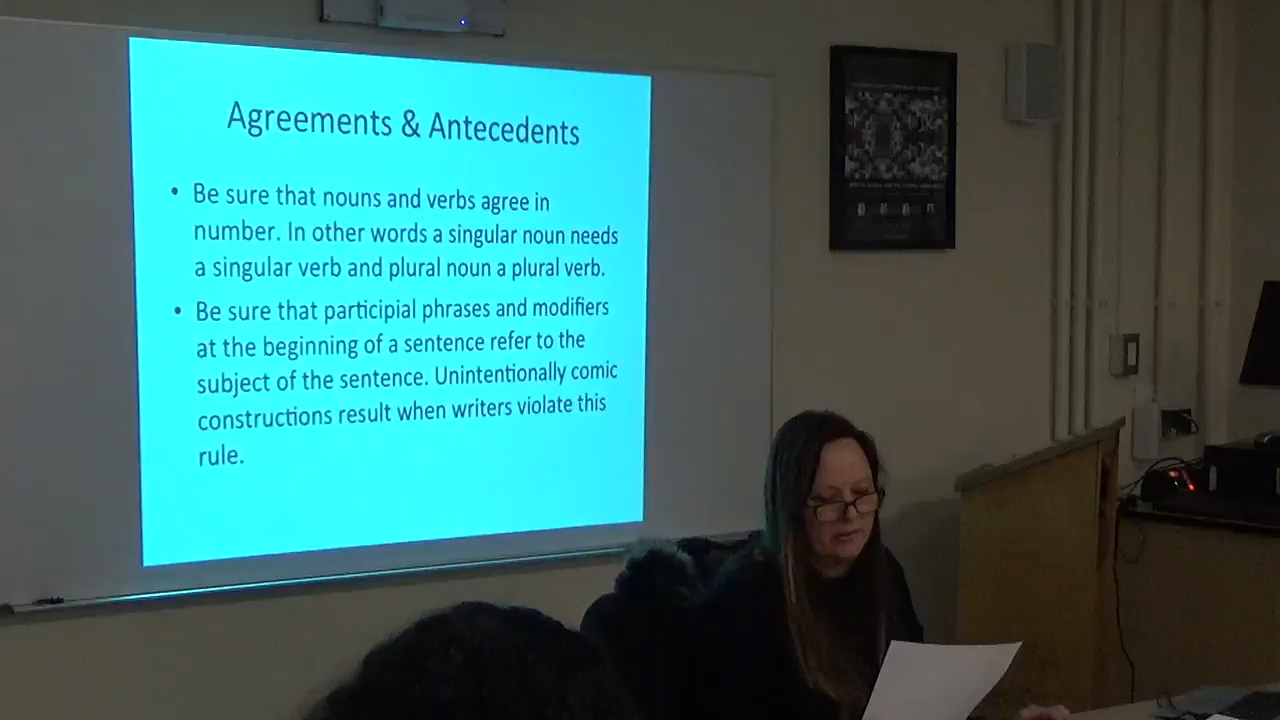 Agreements & Antecedents
• Be sure that nouns and verbs agree in
number. In other words a singular noun needs
a singular verb and plural noun a plural verb.
• Be sure that participial phrases and modifiers
at the beginning of a sentence refer to the
subject of the sentence. Unintentionally comic
constructions result when writers violate this
rule.